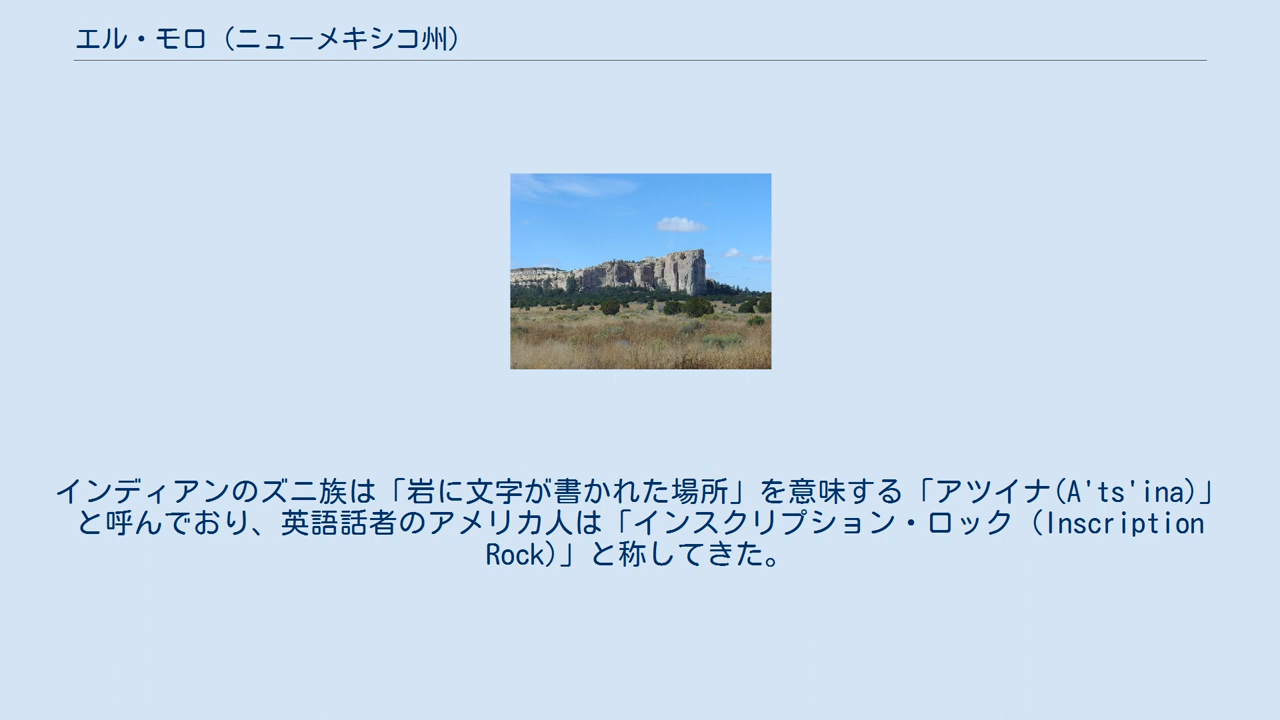 エル・モロ（ニューメキシコ州）
インディアンのズニ族は「岩に文字が書かれた場所」を意味する「アツイナ(A'ts'ina)」
と呼んでおり、英語話者のアメリカ人は「インスクリプション・ロック（Inscription
Rock)」と称してきた。